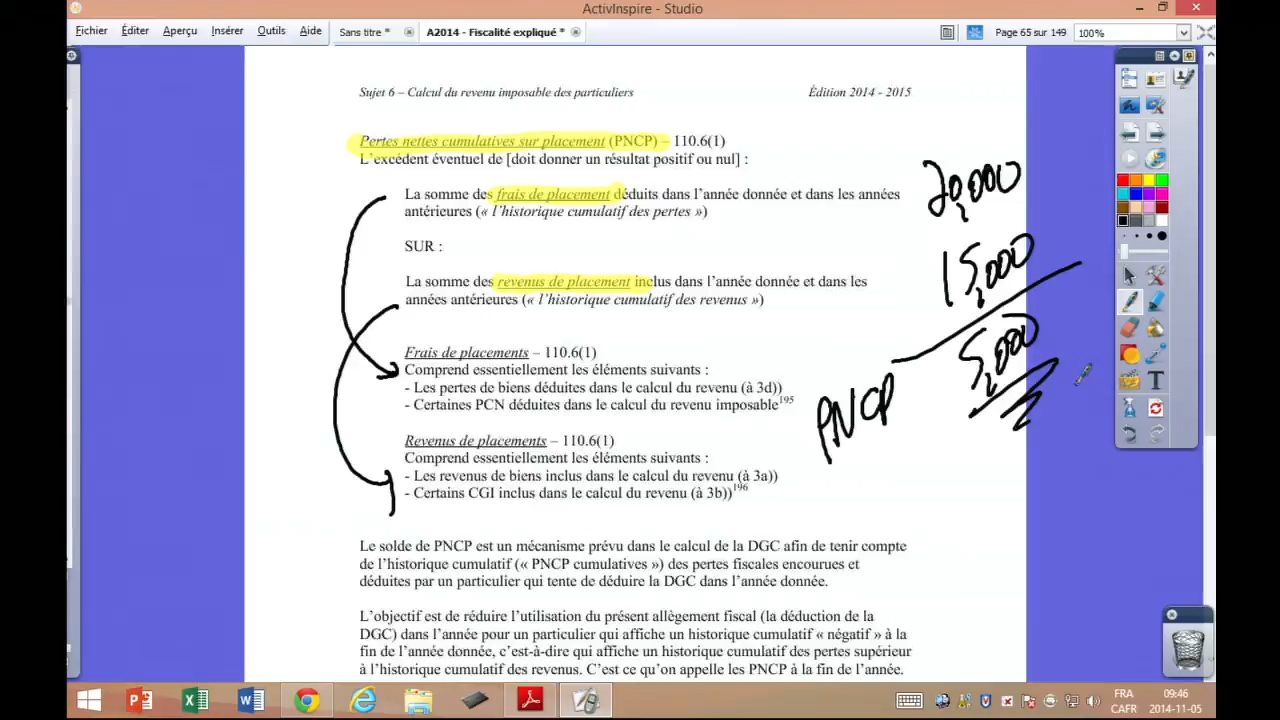 ActivInspire - Studio
Fichier Éditer Aperçu Insérer Outils Aide Sans titre * A2014 - Fiscalité expliqué * Page 65 sur 149 100%
Sujet 6 – Calcul du revenu imposable des particuliers Édition 2014 - 2015
Pertes nettes cumulatives sur placement (PNCP) – 110.6(1)
L’excédent éventuel de [doit donner un résultat positif ou nul] :
La somme des frais de placement déduits dans l’année donnée et dans les années
antérieures (« l’historique cumulatif des pertes »)
SUR :
La somme des revenus de placement inclus dans l’année donnée et dans les
années antérieures (« l’historique cumulatif des revenus »)
20,000
15,000
5,000
PNCP
Frais de placements – 110.6(1)
Comprend essentiellement les éléments suivants :
- Les pertes de biens déduites dans le calcul du revenu (à 3d))
- Certaines PCN déduites dans le calcul du revenu imposable195
Revenus de placements – 110.6(1)
Comprend essentiellement les éléments suivants :
- Les revenus de biens inclus dans le calcul du revenu (à 3a))
- Certains CGI inclus dans le calcul du revenu (à 3b))196
Le solde de PNCP est un mécanisme prévu dans le calcul de la DGC afin de tenir compte
de l’historique cumulatif (« PNCP cumulatives ») des pertes fiscales encourues et
déduites par un particulier qui tente de déduire la DGC dans l’année donnée.
L’objectif est de réduire l’utilisation du présent allègement fiscal (la déduction de la
DGC) dans l’année pour un particulier qui affiche un historique cumulatif « négatif » à la
fin de l’année donnée, c’est-à-dire qui affiche un historique cumulatif des pertes supérieur
à l’historique cumulatif des revenus. C’est ce qu’on appelle les PNCP à la fin de l’année.
FRA 09:46
CAFR 2014-11-05